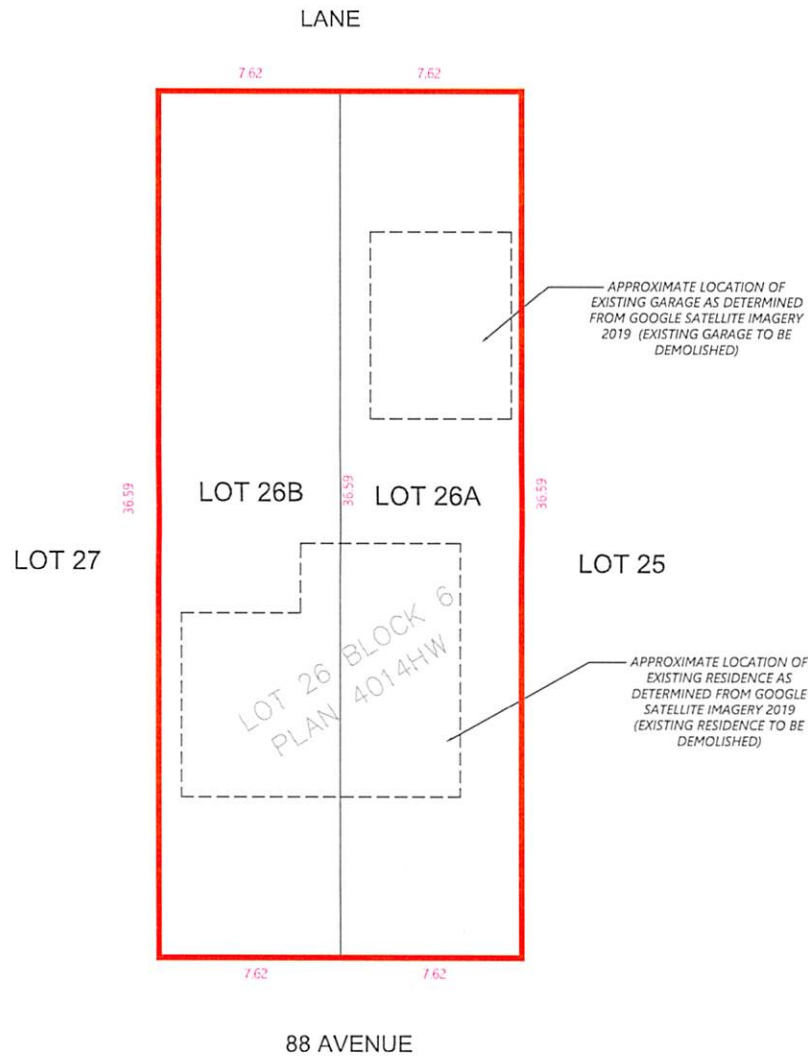 LANE
7.62 7.62
APPROXIMATE LOCATION OF
EXISTING GARAGE AS DETERMINED
FROM GOOGLE SATELLITE IMAGERY
2019 (EXISTING GARAGE TO BE
DEMOLISHED)
36.59 LOT 26B 36.59 LOT 26A 36.59
LOT 27 LOT 25
LOT 26 BLOCK 6
PLAN 4014HW
APPROXIMATE LOCATION OF
EXISTING RESIDENCE AS
DETERMINED FROM GOOGLE
SATELLITE IMAGERY 2019
(EXISTING RESIDENCE TO BE
DEMOLISHED)
7.62 7.62
88 AVENUE